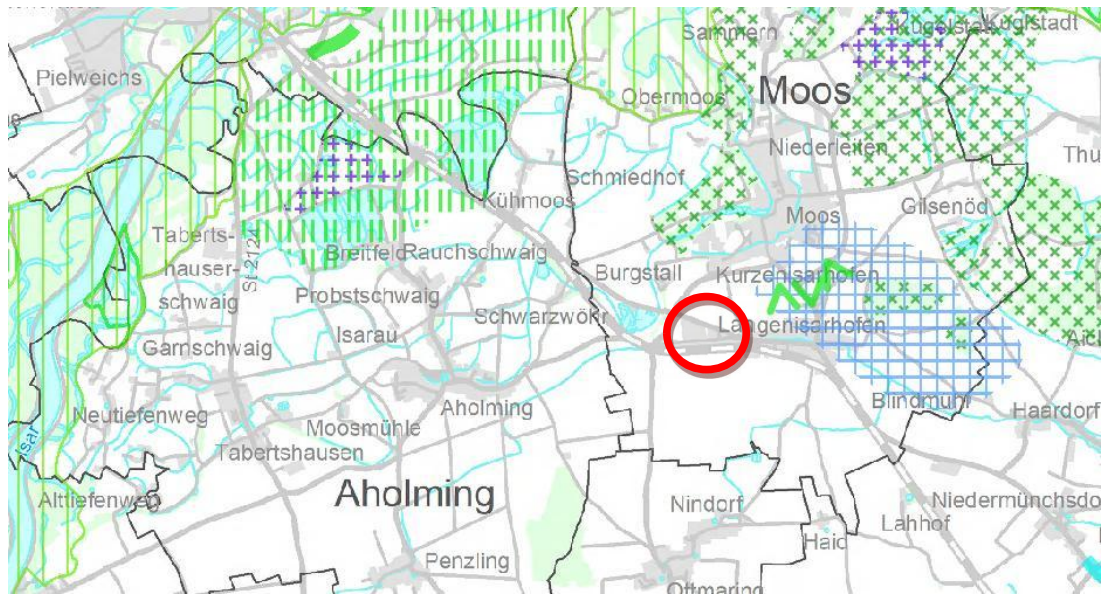 Sammern
Kuglstadt
Pielweichs
Obermoos
Moos
Niederleiten
Thu
Schmiedhof
Kühmoos
Moos
Gilsenöd
Taberts-
hauser-
schwaig
St 2124
Breitfeld
Rauchschwaig
Burgstall
Kurzenisarhofen
Probstschwaig
Schwarzwöhr
Langenisarhofen
Isarau
Garnschwaig
Aich
Blindmühl
Neutiefenweg
Aholming
Haardorf
Moosmühle
Isar
Tabertshausen
Alttiefenweg
Aholming
Nindorf
Niedermünchsdo
Lahhof
Haid
Penzling
Ottmaring